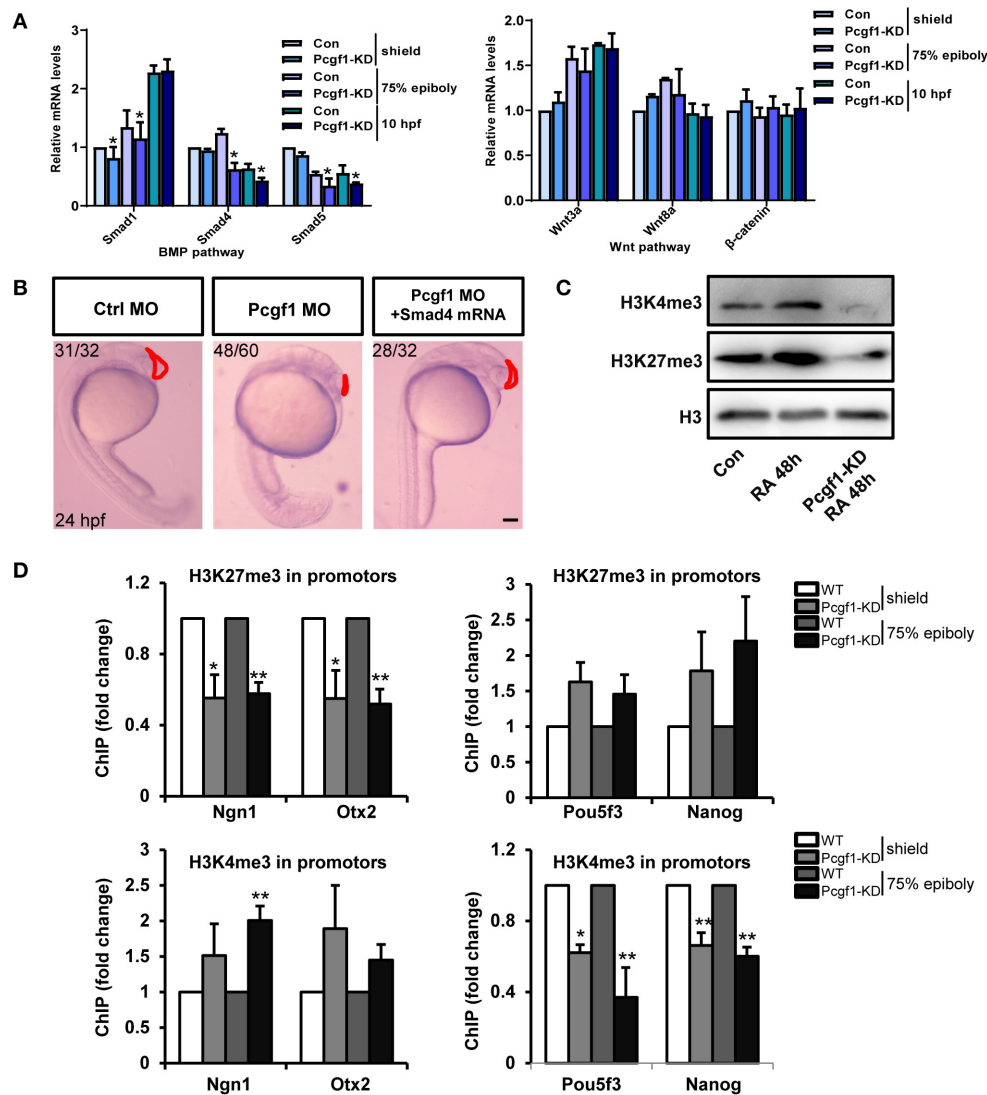 A
Relative mRNA levels
3
2
1
0
Smad1
Smad4
Smad5
BMP pathway
*
*
*
*
*
*
Con
Pcgf1-KD
shield
Con
Pcgf1-KD
75% epiboly
Con
Pcgf1-KD
10 hpf
Relative mRNA levels
2.0
1.5
1.0
0.5
0.0
Wnt3a
Wnt8a
β-catenin
Wnt pathway
Con
Pcgf1-KD
shield
Con
Pcgf1-KD
75% epiboly
Con
Pcgf1-KD
10 hpf
B
Ctrl MO
Pcgf1 MO
Pcgf1 MO
+Smad4 mRNA
31/32
48/60
28/32
24 hpf
C
H3K4me3
H3K27me3
H3
Con
RA 48h
Pcgf1-KD
RA 48h
D
H3K27me3 in promotors
ChIP (fold change)
1.2
0.8
0.4
0
*
**
*
**
Ngn1
Otx2
H3K27me3 in promotors
ChIP (fold change)
3
2.5
2
1.5
1
0.5
0
Pou5f3
Nanog
WT
Pcgf1-KD
shield
WT
Pcgf1-KD
75% epiboly
H3K4me3 in promotors
ChIP (fold change)
3
2.5
2
1.5
1
0.5
0
**
Ngn1
Otx2
H3K4me3 in promotors
ChIP (fold change)
1.2
0.8
0.4
0
*
**
**
**
Pou5f3
Nanog
WT
Pcgf1-KD
shield
WT
Pcgf1-KD
75% epiboly